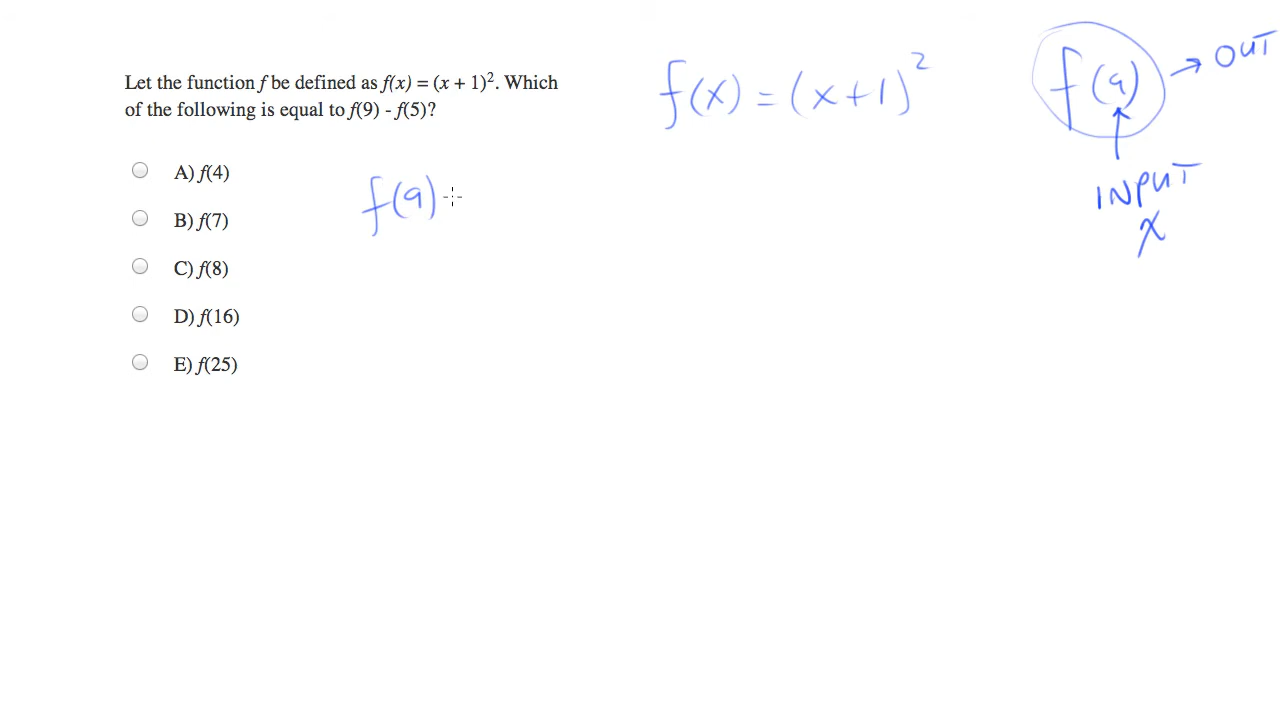 Let the function f be defined as f(x) = (x + 1)². Which
of the following is equal to f(9) - f(5)?
A) f(4)
B) f(7)
C) f(8)
D) f(16)
E) f(25)
f(x) = (x+1)²
f(9) → OUT
INPUT
x
f(9) -